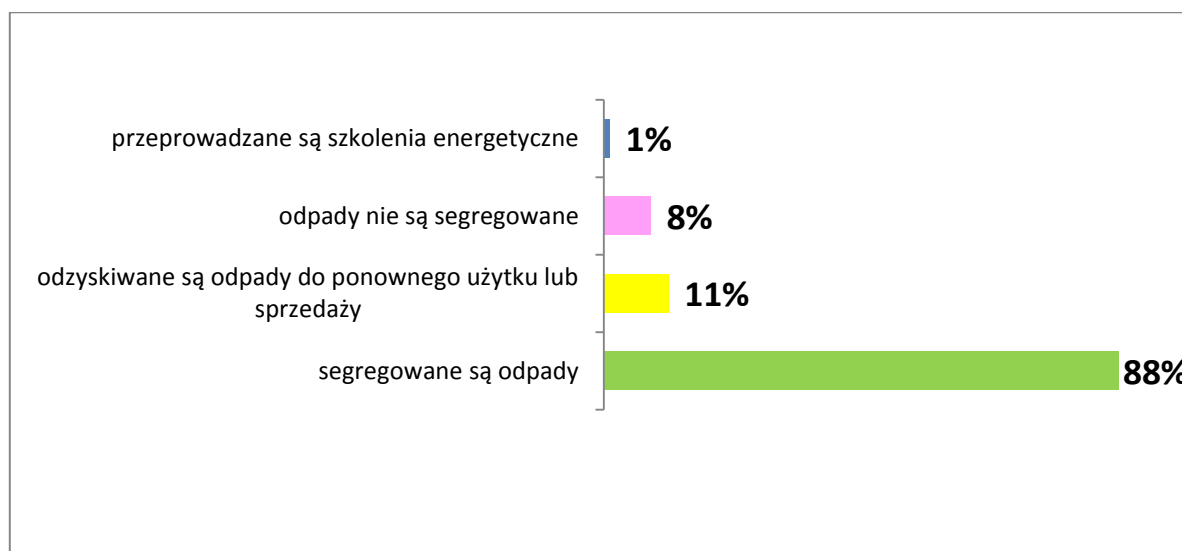 przeprowadzane są szkolenia energetyczne
1%
odpady nie są segregowane
8%
odzyskiwane są odpady do ponownego użytku lub
sprzedaży
11%
segregowane są odpady
88%